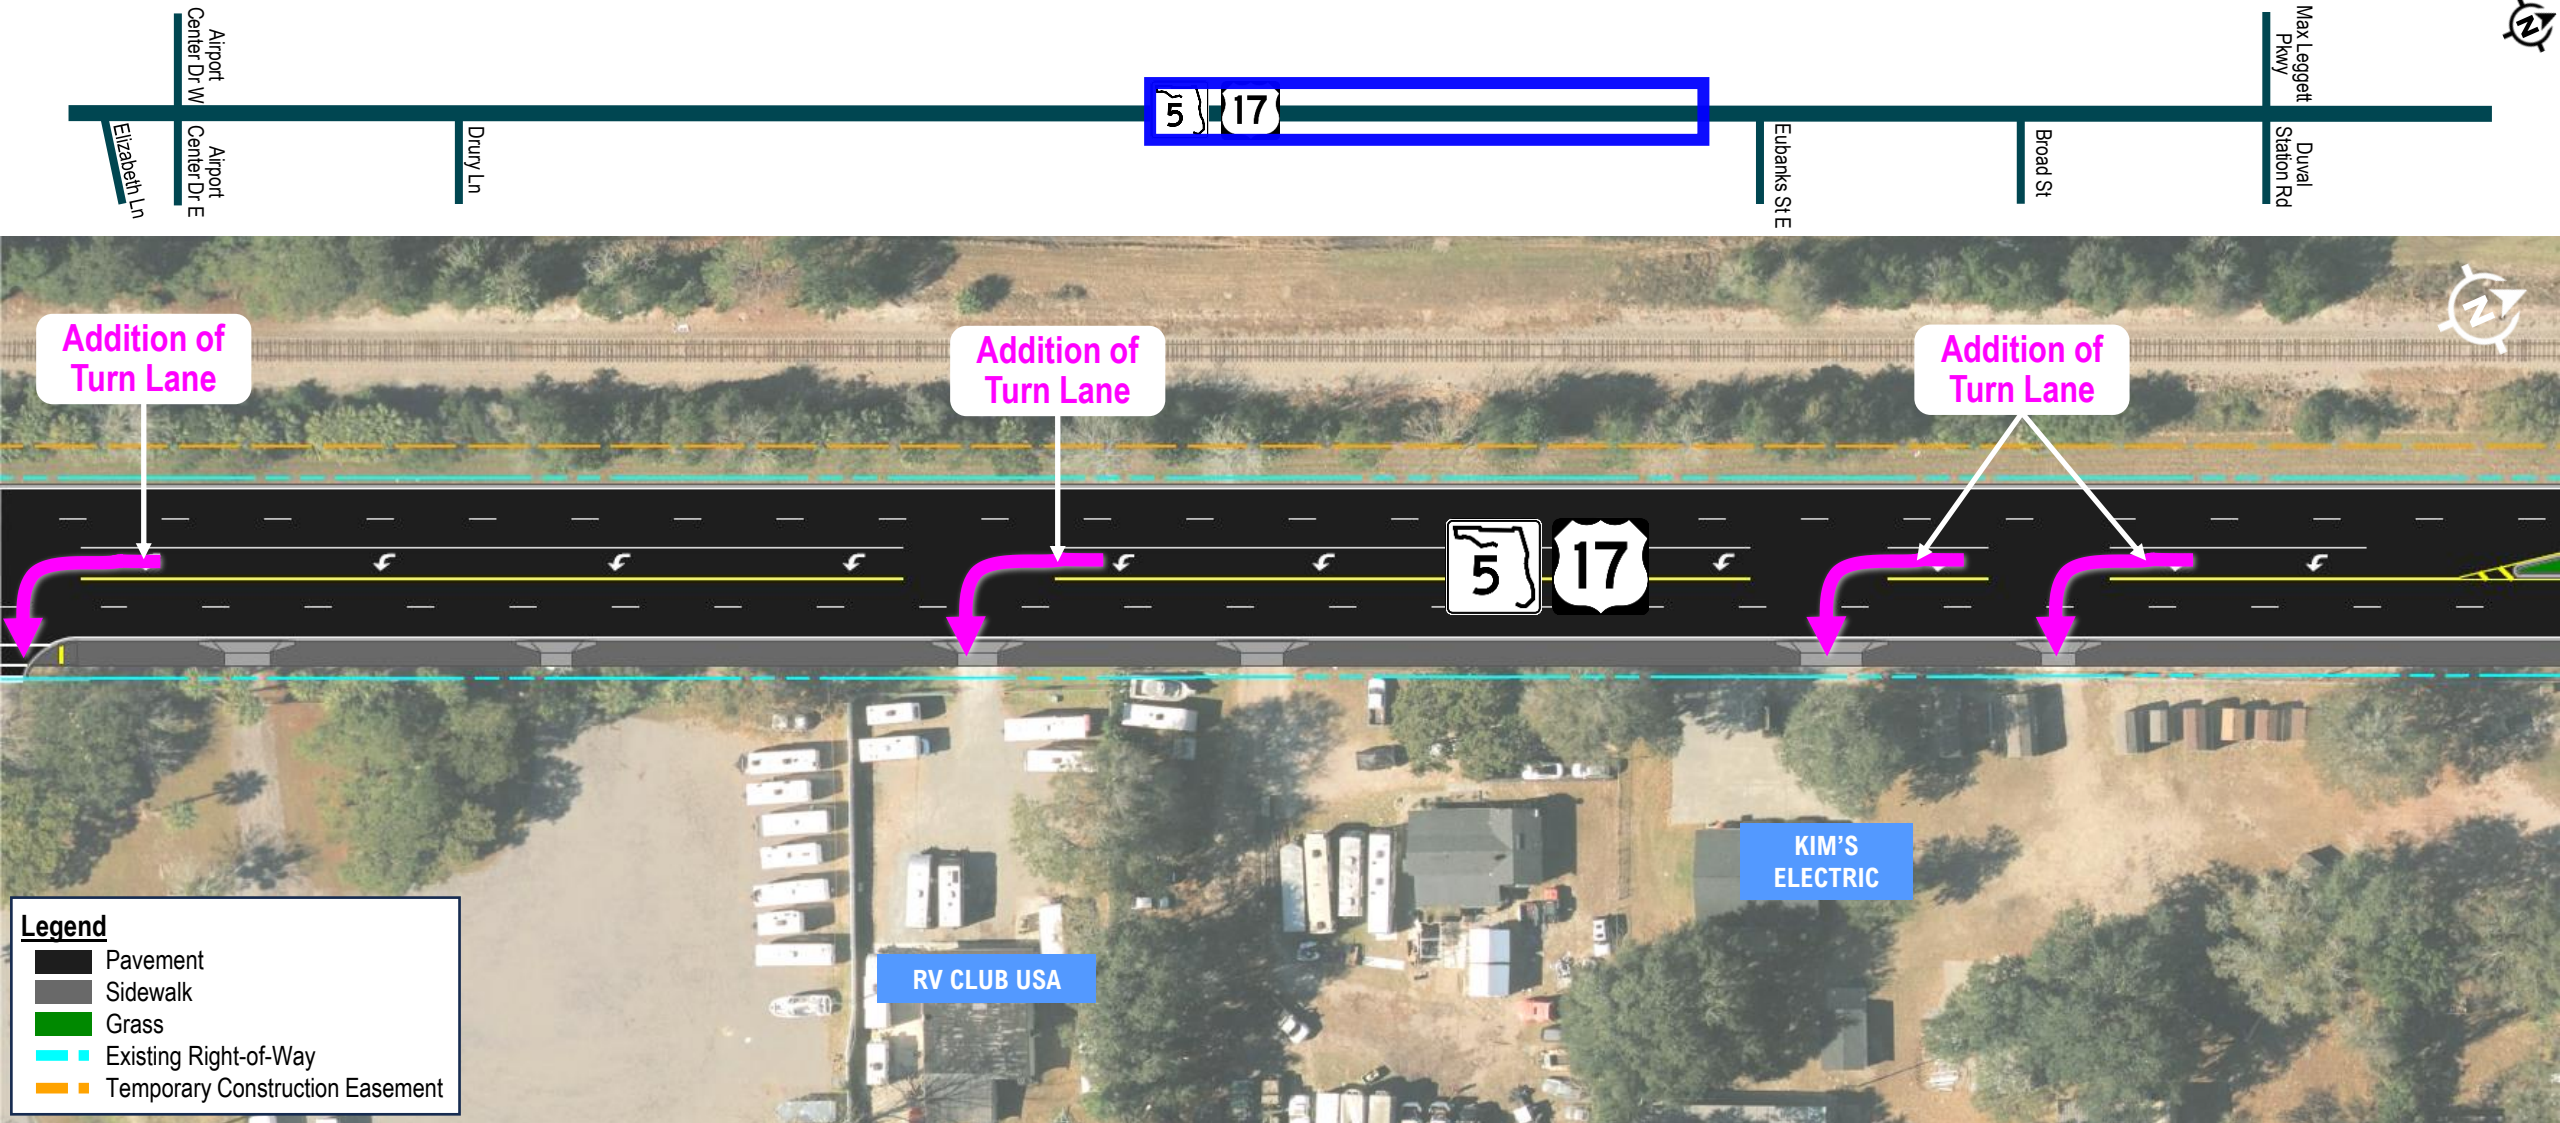 Airport
Center Dr W
Max Leggett
Pkwy
N
5
17
Elizabeth Ln
Airport
Center Dr E
Drury Ln
Eubanks St E
Broad St
Duval
Station Rd
N
Addition of
Turn Lane
Addition of
Turn Lane
Addition of
Turn Lane
5
17
KIM'S
ELECTRIC
RV CLUB USA
Legend
Pavement
Sidewalk
Grass
Existing Right-of-Way
Temporary Construction Easement